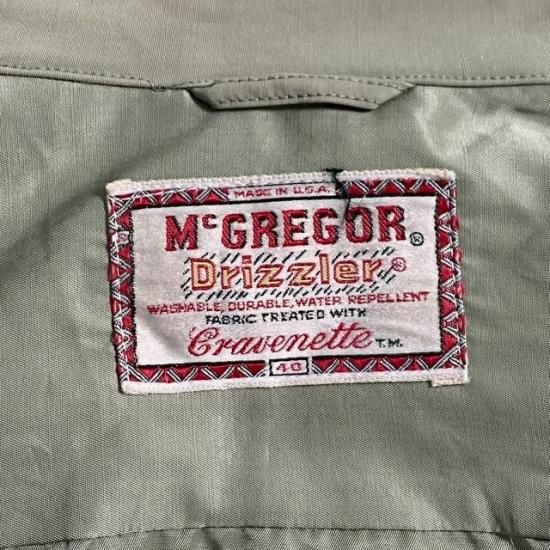 MADE IN U.S.A.
McGREGOR®
Drizzler®
WASHABLE, DURABLE, WATER REPELLENT
FABRIC TREATED WITH
Cravenette T.M.
40